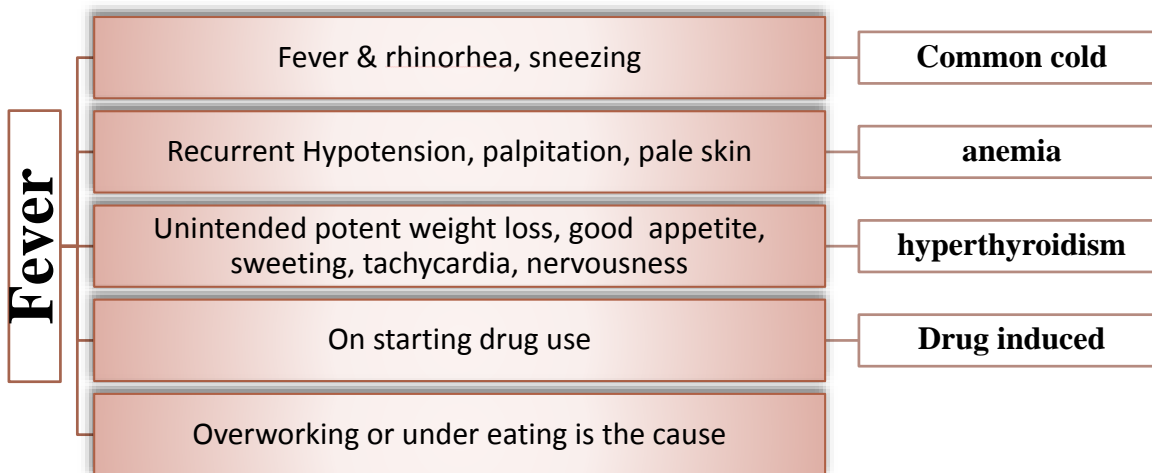 Fever
Fever & rhinorhea, sneezing
Common cold
Recurrent Hypotension, palpitation, pale skin
anemia
Unintended potent weight loss, good appetite,
sweeting, tachycardia, nervousness
hyperthyroidism
On starting drug use
Drug induced
Overworking or under eating is the cause